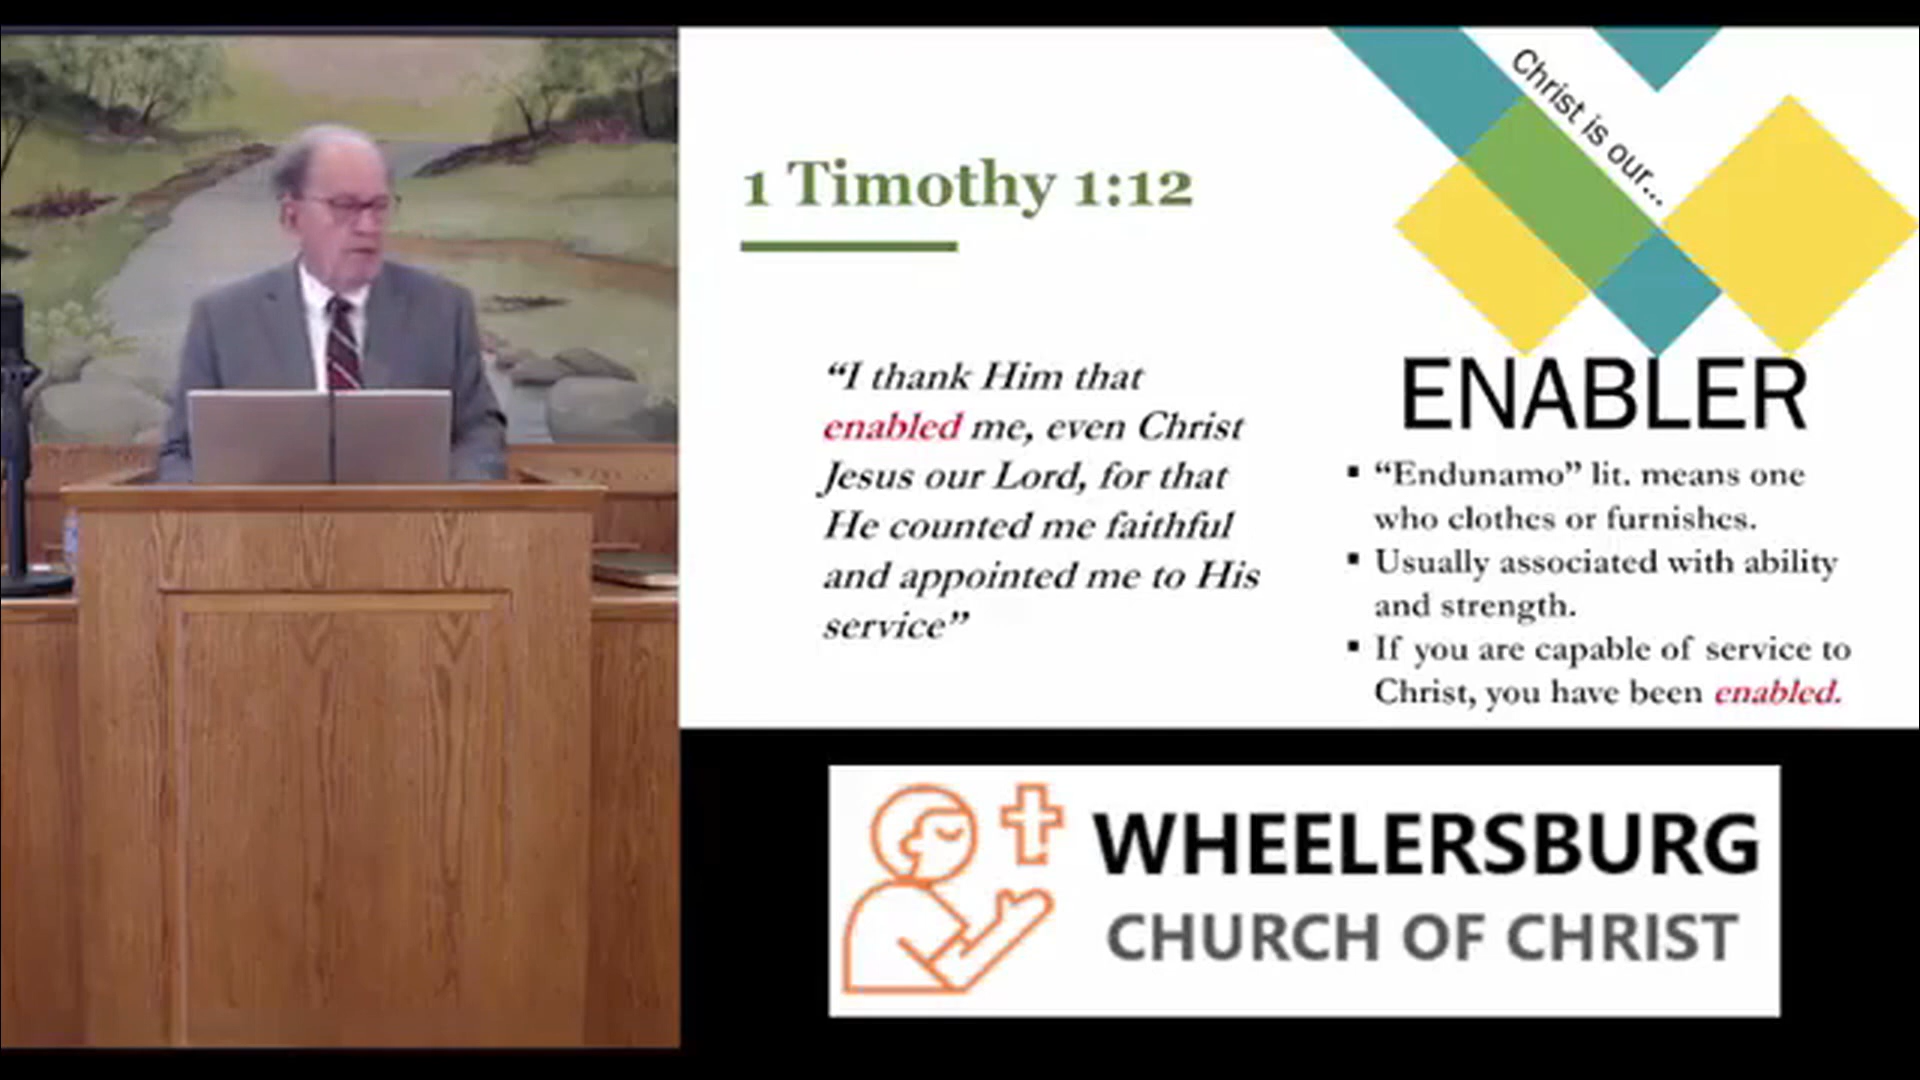 1 Timothy 1:12
“I thank Him that
enabled me, even Christ
Jesus our Lord, for that
He counted me faithful
and appointed me to His
service”
Christ is our...
ENABLER
▪ “Endunamo” lit. means one
who clothes or furnishes.
▪ Usually associated with ability
and strength.
▪ If you are capable of service to
Christ, you have been enabled.
WHEELERSBURG
CHURCH OF CHRIST